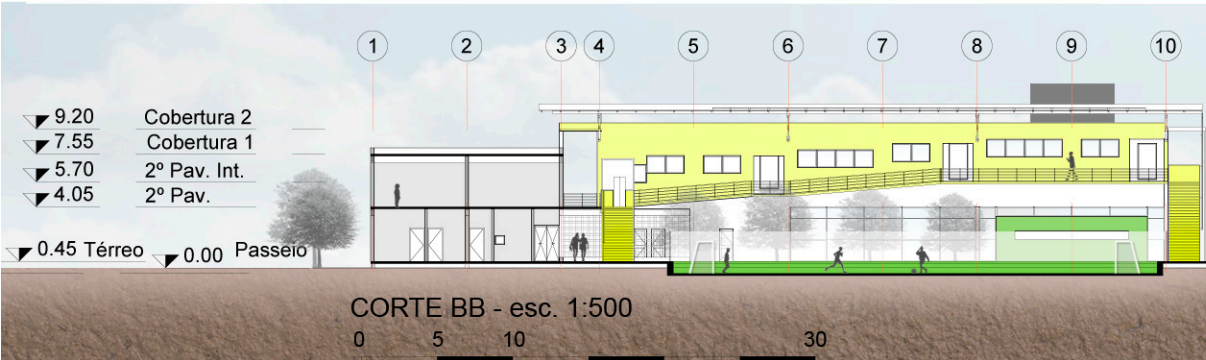 1 2 3 4 5 6 7 8 9 10
9.20 Cobertura 2
7.55 Cobertura 1
5.70 2º Pav. Int.
4.05 2º Pav.
0.45 Térreo 0.00 Passeio
CORTE BB - esc. 1:500
0 5 10 30